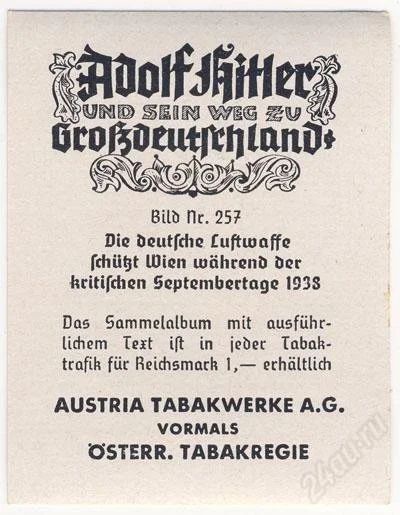 Adolf Hitler
UND SEIN WEG ZU
Großdeutschland
Bild Nr. 257
Die deutsche Luftwaffe
schützt Wien während der
kritischen Septembertage 1938
Das Sammelalbum mit ausführ-
lichem Text ist in jeder Tabak-
trafik für Reichsmark 1,— erhältlich
AUSTRIA TABAKWERKE A.G.
VORMALS
ÖSTERR. TABAKREGIE
24au.ru